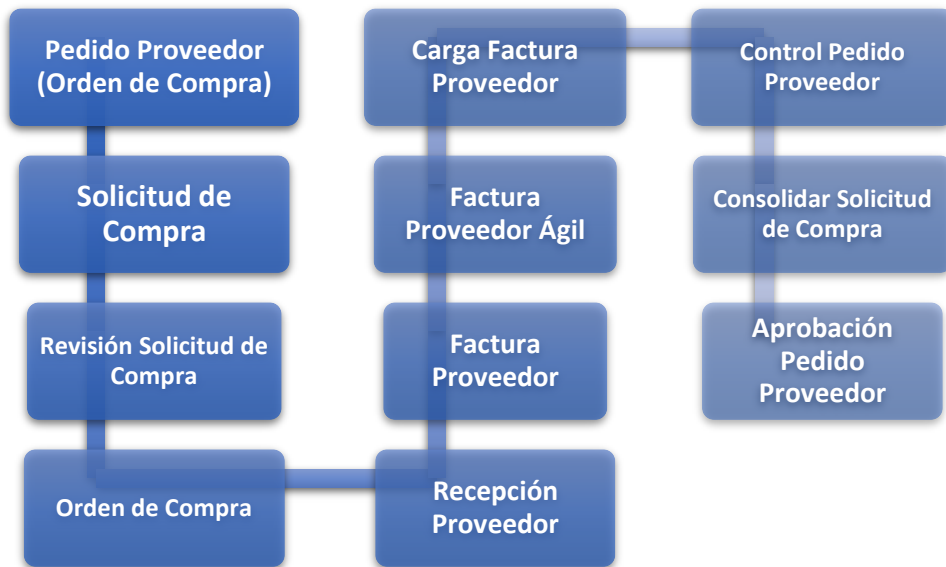 Pedido Proveedor
(Orden de Compra)
Solicitud de
Compra
Revisión Solicitud de
Compra
Orden de Compra
Recepción
Proveedor
Factura
Proveedor
Factura
Proveedor Ágil
Carga Factura
Proveedor
Control Pedido
Proveedor
Consolidar Solicitud
de Compra
Aprobación
Pedido
Proveedor